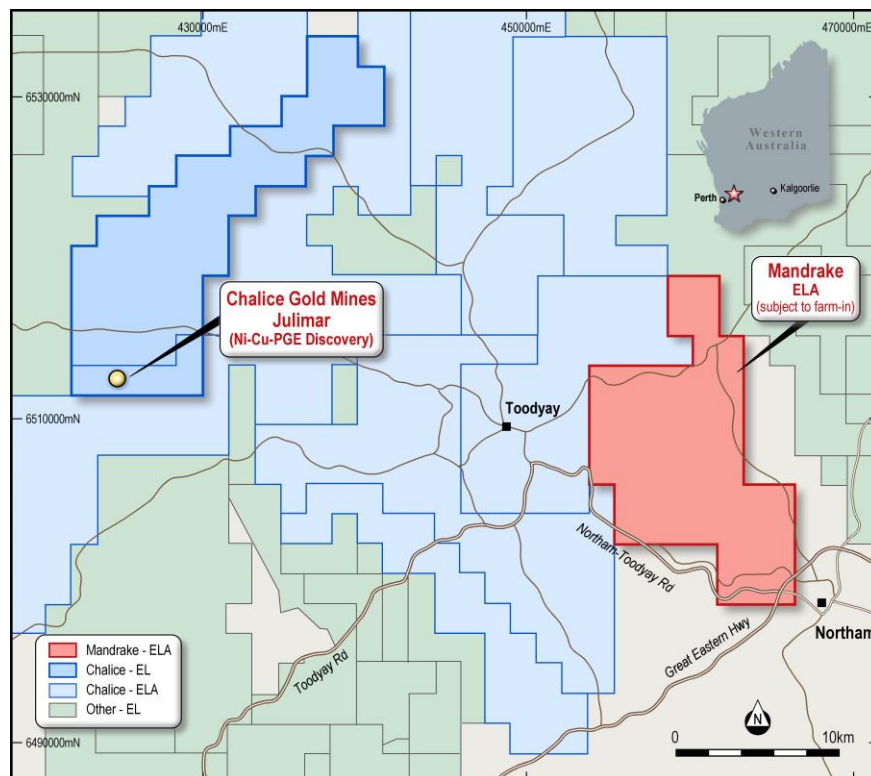 430000mE
450000mE
470000mE
6530000mN
Western
Australia
Perth
Kalgoorlie
Mandrake
ELA
(subject to farm-in)
Chalice Gold Mines
Julimar
(Ni-Cu-PGE Discovery)
Toodyay
6510000mN
Northam-Toodyay Rd
Northam
Great Eastern Hwy
Toodyay Rd
Mandrake - ELA
Chalice - EL
Chalice - ELA
Other - EL
N
0
10km
6490000mN